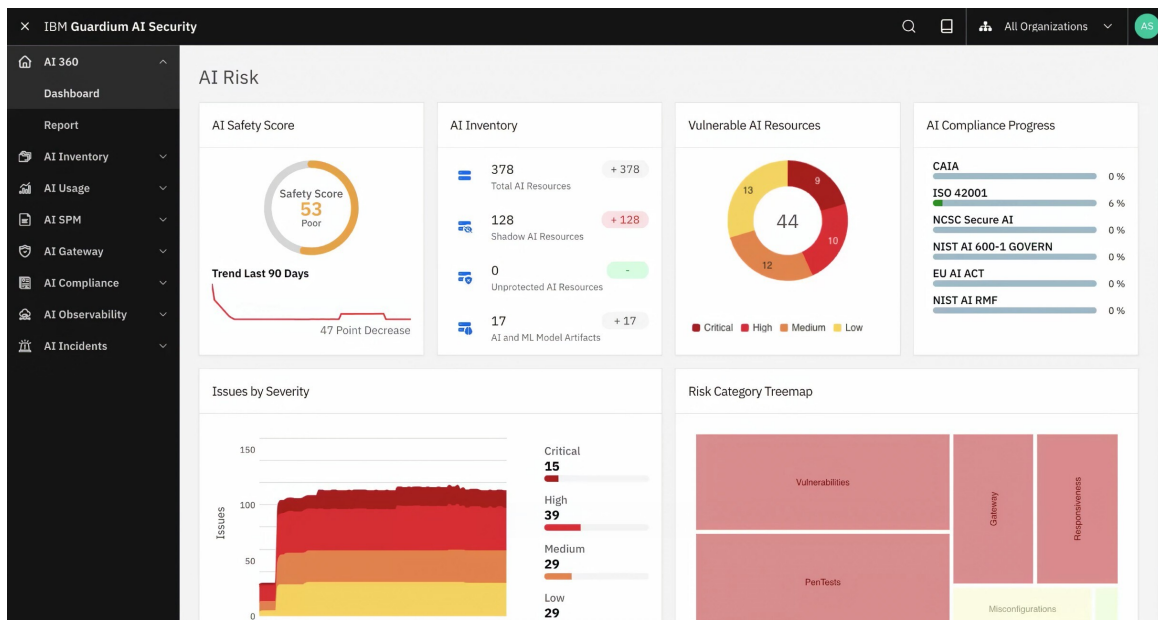 IBM Guardium AI Security
All Organizations
AS
AI 360
Dashboard
Report
AI Inventory
AI Usage
AI SPM
AI Gateway
AI Compliance
AI Observability
AI Incidents
AI Risk
AI Safety Score
Safety Score
53
Poor
Trend Last 90 Days
47 Point Decrease
AI Inventory
378 + 378
Total AI Resources
128 + 128
Shadow AI Resources
0 -
Unprotected AI Resources
17 + 17
AI and ML Model Artifacts
Vulnerable AI Resources
9
13
44
10
12
Critical High Medium Low
AI Compliance Progress
CAIA
0 %
ISO 42001
6 %
NCSC Secure AI
0 %
NIST AI 600-1 GOVERN
0 %
EU AI ACT
0 %
NIST AI RMF
0 %
Issues by Severity
Issues
150
100
50
0
Critical
15
High
39
Medium
29
Low
29
Risk Category Treemap
Vulnerabilities
PenTests
Gateway
Responsiveness
Misconfigurations